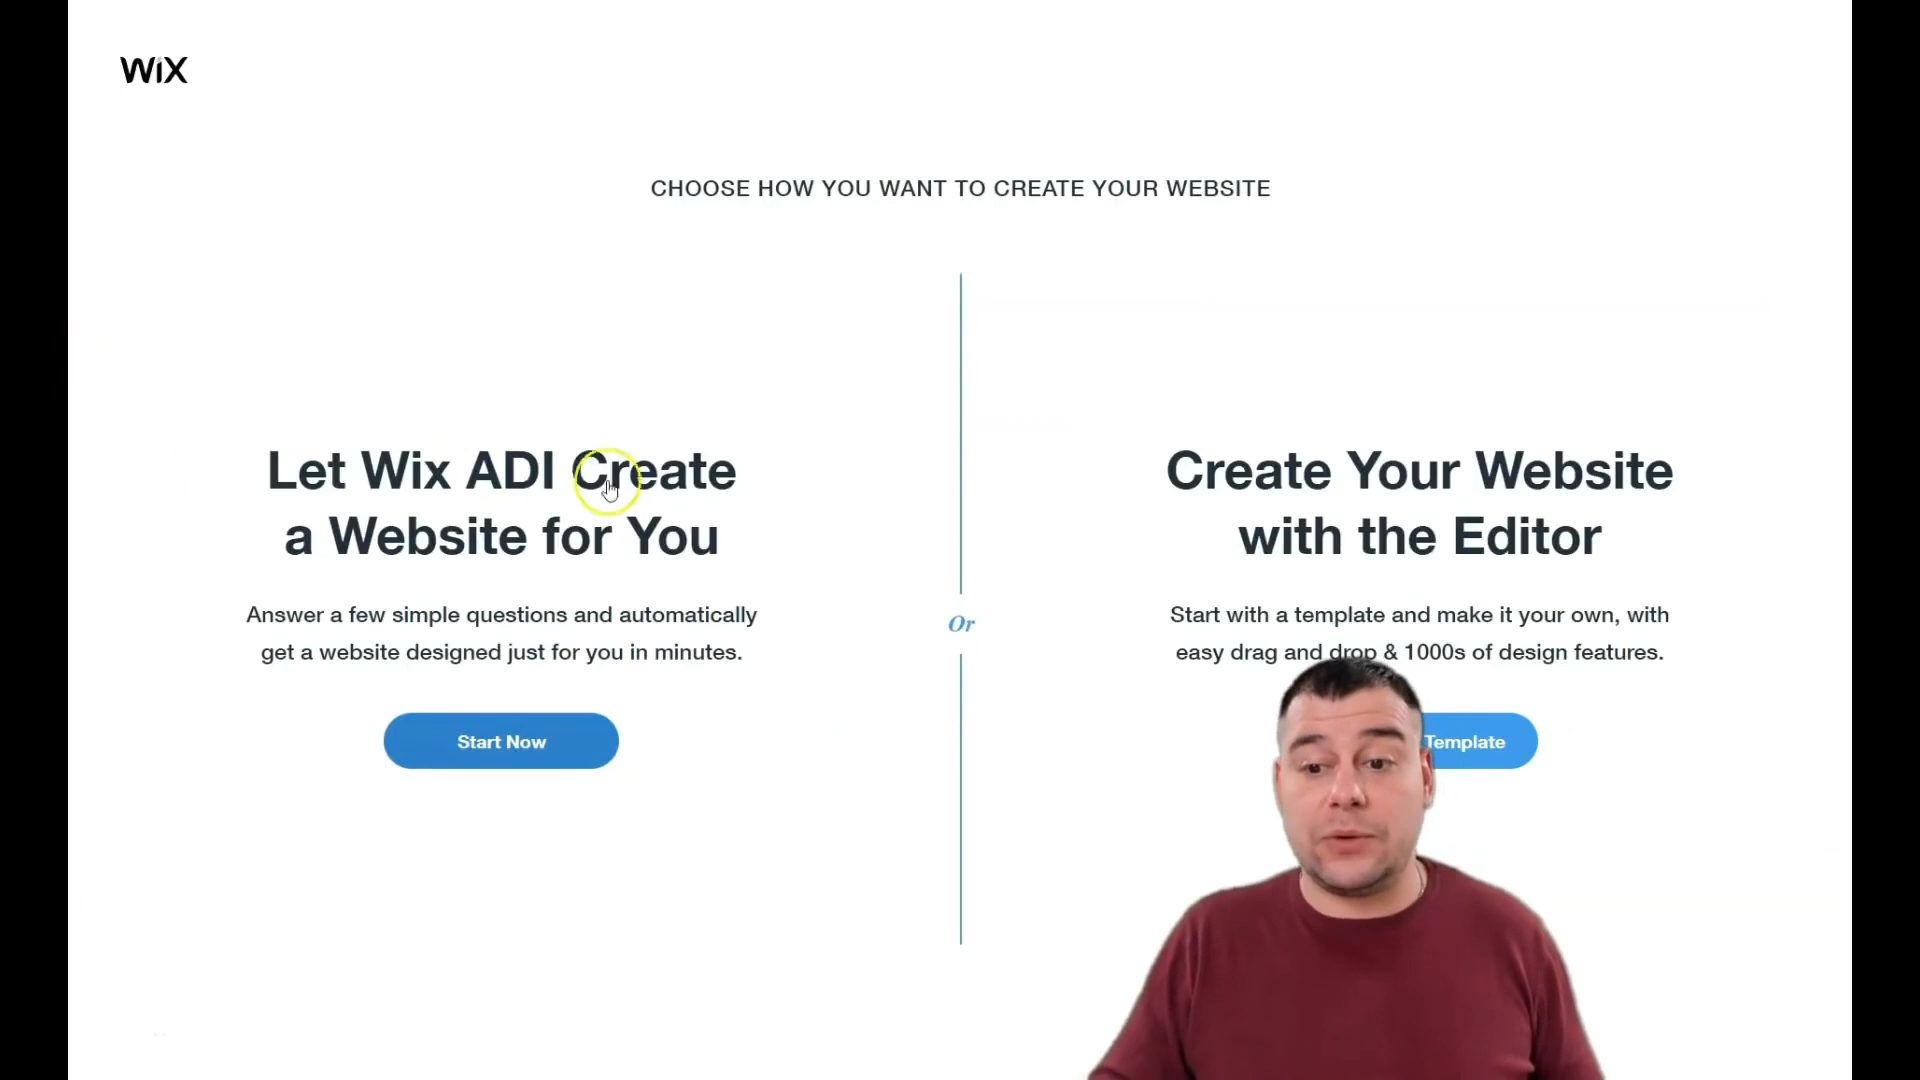 WIX
CHOOSE HOW YOU WANT TO CREATE YOUR WEBSITE
Let Wix ADI Create
a Website for You
Answer a few simple questions and automatically
get a website designed just for you in minutes.
Start Now
Or
Create Your Website
with the Editor
Start with a template and make it your own, with
easy drag and drop & 1000s of design features.
Template